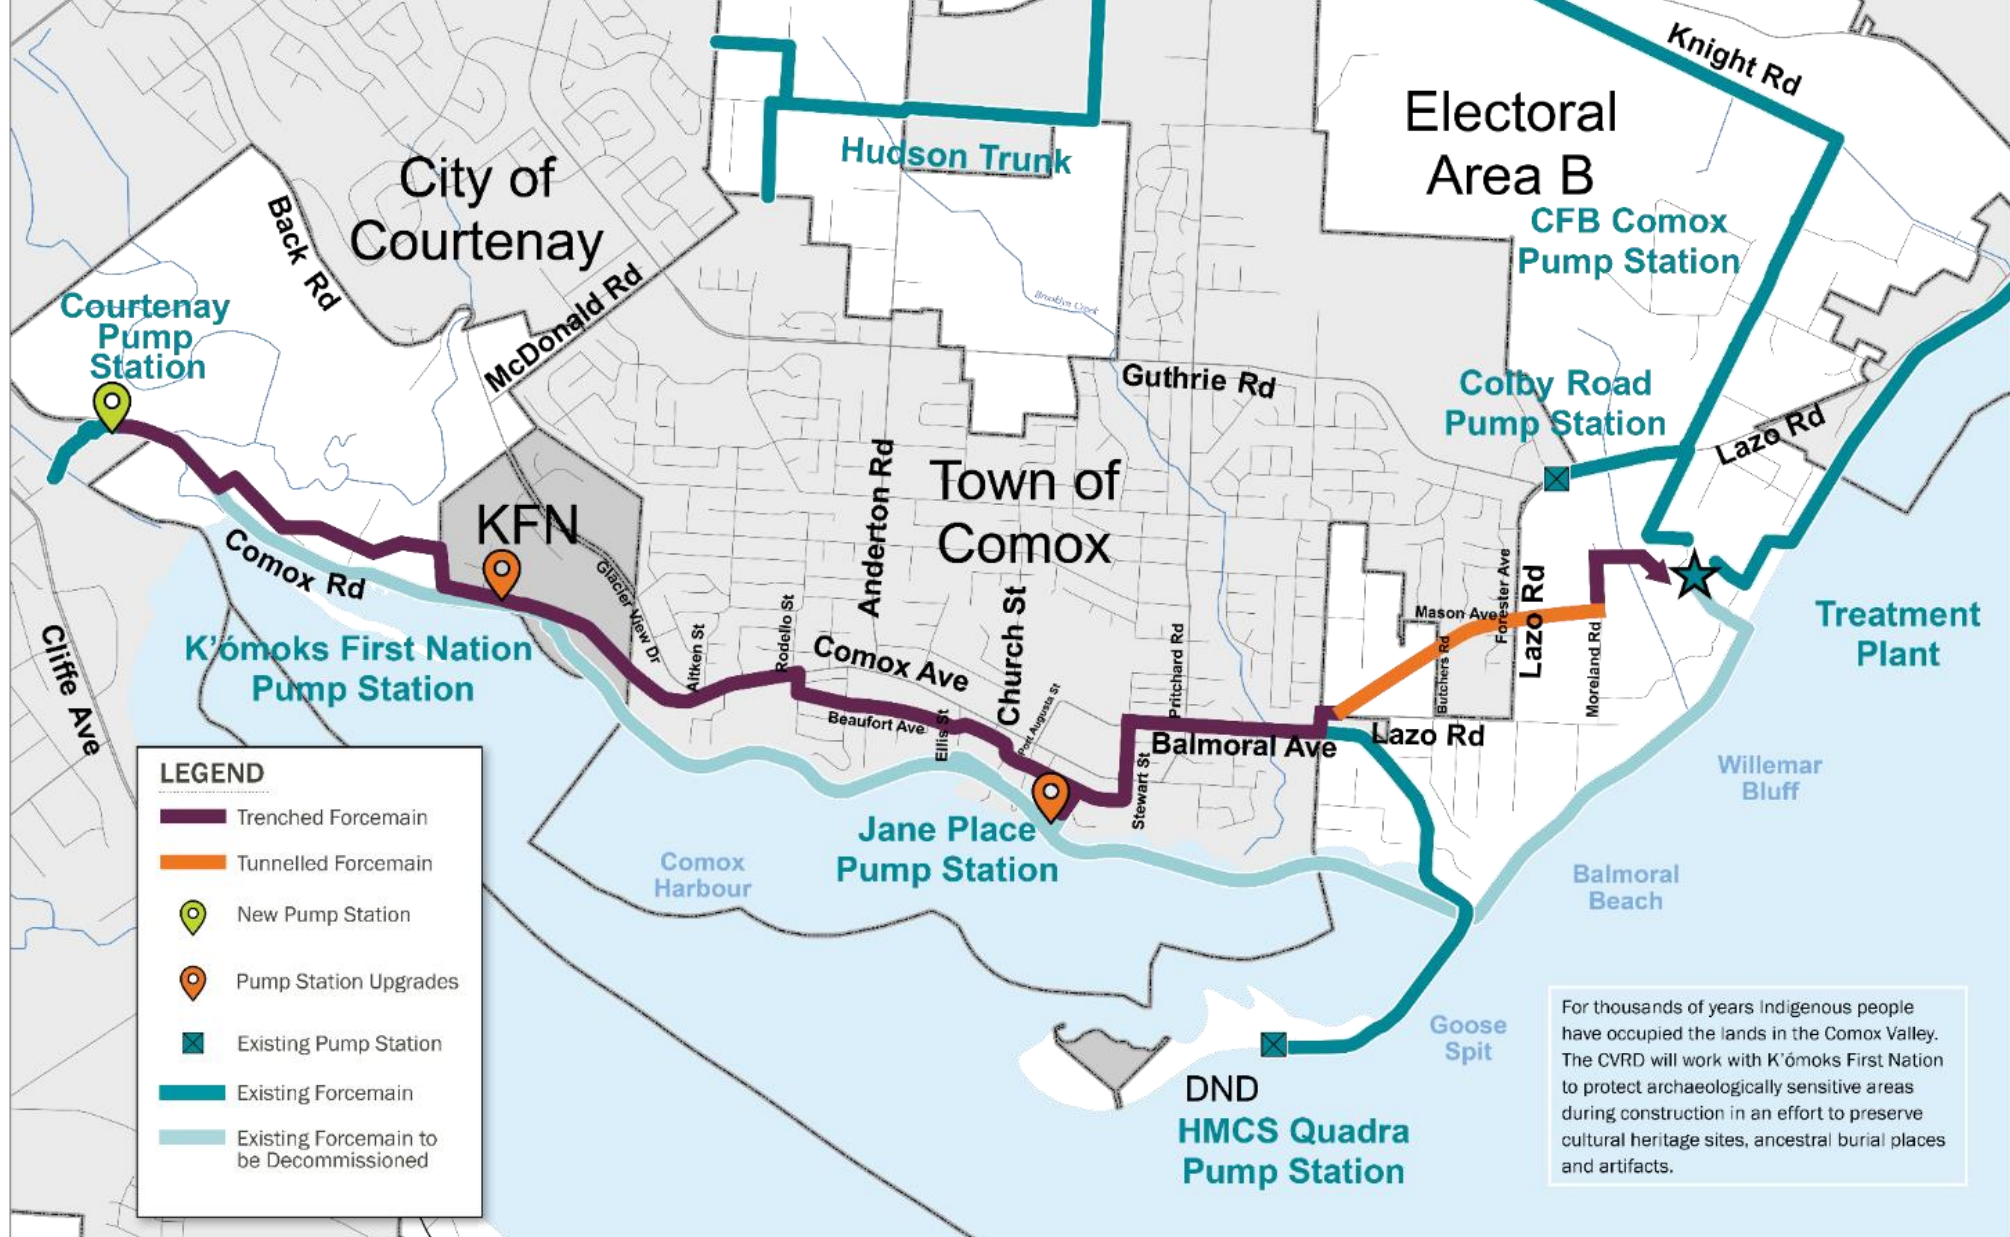 Knight Rd
Electoral
Area B
Hudson Trunk
City of
Courtenay
Back Rd
CFB Comox
Pump Station
McDonald Rd
Brooklyn Creek
Courtenay
Pump
Station
Guthrie Rd
Colby Road
Pump Station
Lazo Rd
Anderton Rd
Town of
Comox
KFN
Comox Rd
Glacier View Dr
Cliffe Ave
K'ómoks First Nation
Pump Station
Aitken St
Rodello St
Comox Ave
Church St
Port Augusta St
Beaufort Ave
Ellis St
Pritchard Rd
Stewart St
Balmoral Ave
Lazo Rd
Mason Ave
Butchers Rd
Forester Ave
Lazo Rd
Moreland Rd
Treatment
Plant
Willemar
Bluff
Jane Place
Pump Station
Comox
Harbour
Balmoral
Beach
Goose
Spit
DND
HMCS Quadra
Pump Station
LEGEND
Trenched Forcemain
Tunnelled Forcemain
New Pump Station
Pump Station Upgrades
Existing Pump Station
Existing Forcemain
Existing Forcemain to
be Decommissioned
For thousands of years Indigenous people
have occupied the lands in the Comox Valley.
The CVRD will work with K'ómoks First Nation
to protect archaeologically sensitive areas
during construction in an effort to preserve
cultural heritage sites, ancestral burial places
and artifacts.